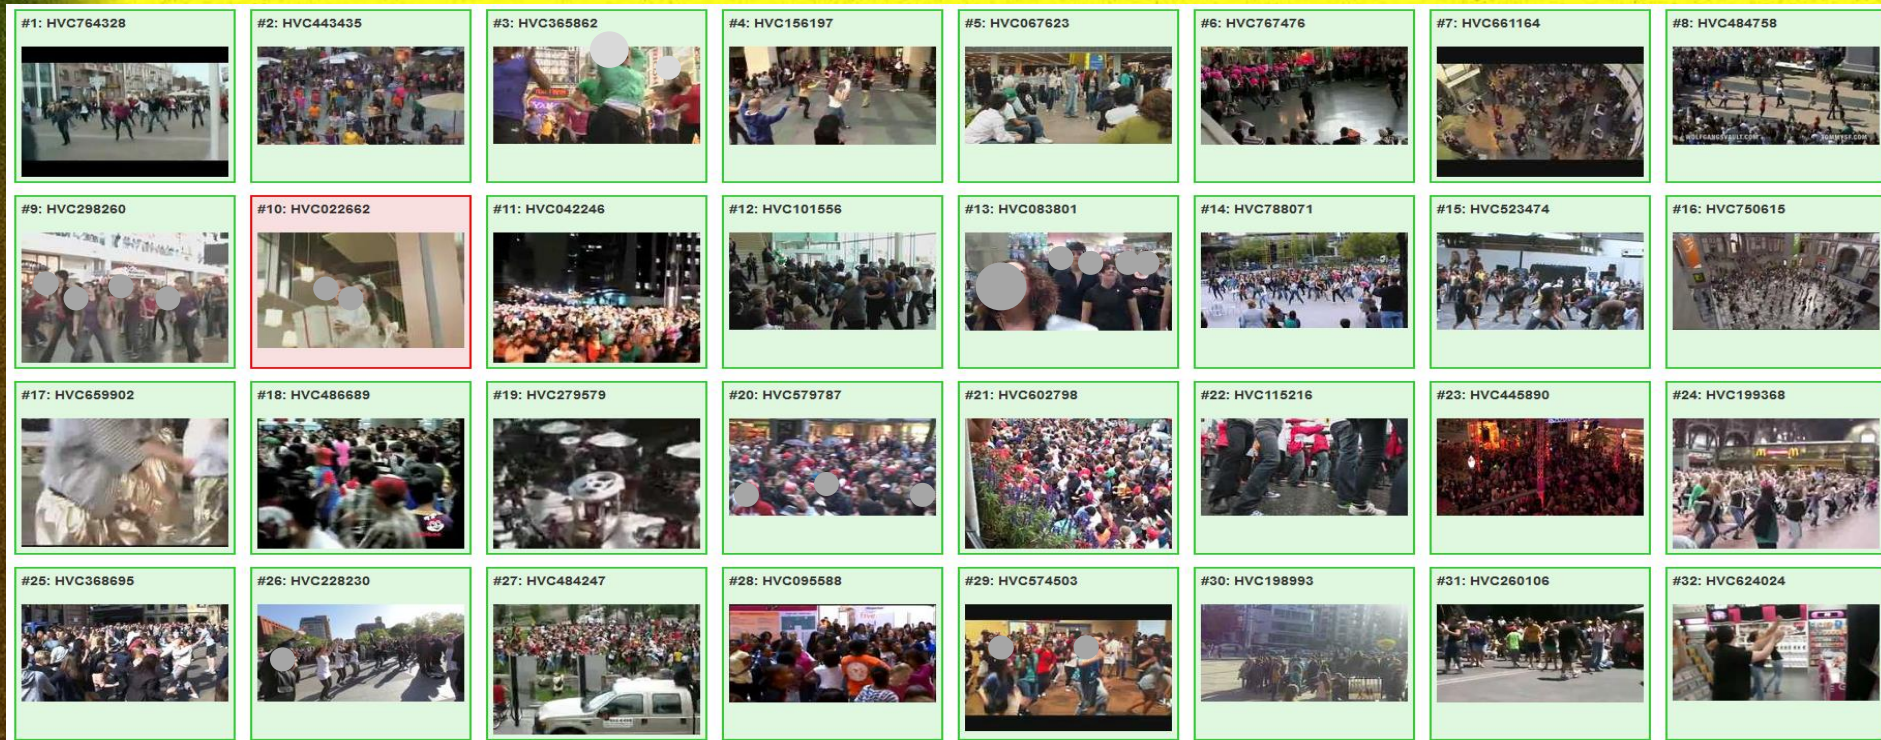 #1: HVC764328
#2: HVC443435
#3: HVC365862
#4: HVC156197
#5: HVC067623
#6: HVC767476
#7: HVC661164
#8: HVC484758
WOLFGANGSVAULT.COM
#9: HVC298260
#10: HVC022662
#11: HVC042246
#12: HVC101556
#13: HVC083801
#14: HVC788071
#15: HVC523474
#16: HVC750615
#17: HVC659902
#18: HVC486689
#19: HVC279579
#20: HVC579787
#21: HVC602798
#22: HVC115216
#23: HVC445890
#24: HVC199368
#25: HVC368695
#26: HVC228230
#27: HVC484247
#28: HVC095588
#29: HVC574503
#30: HVC198993
#31: HVC260106
#32: HVC624024